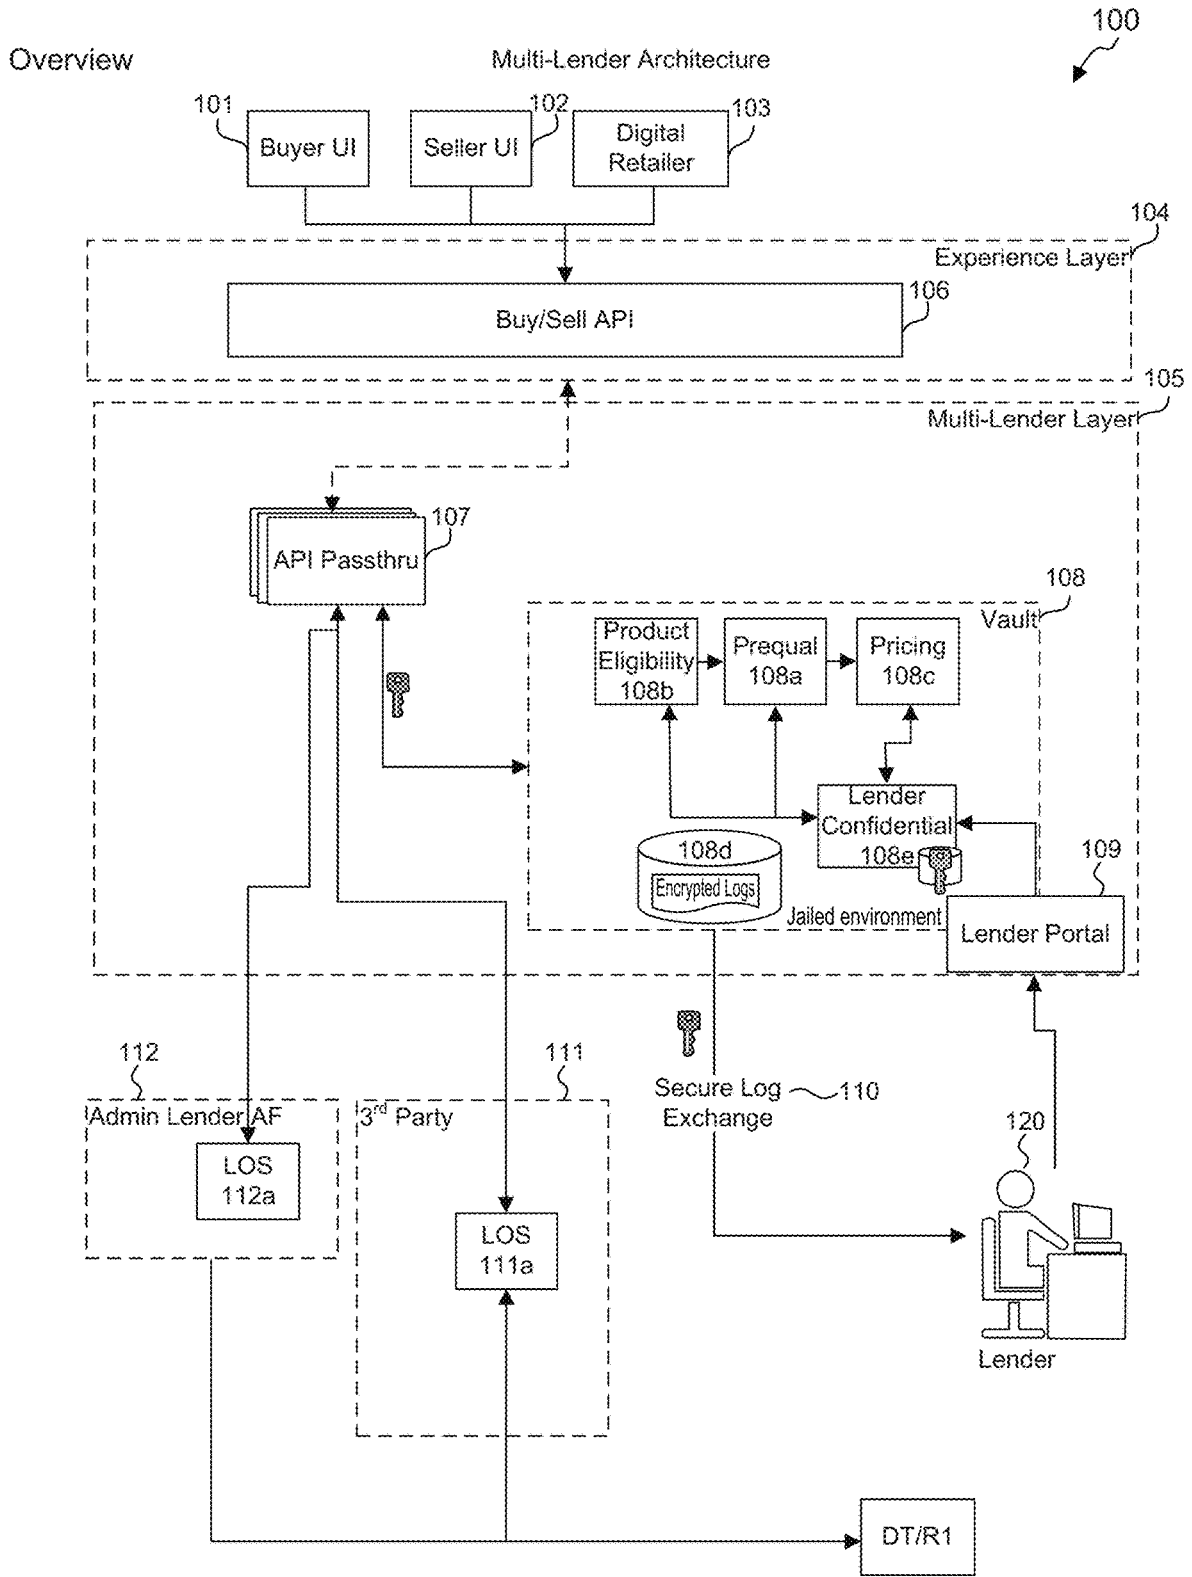 100
Overview
Multi-Lender Architecture
101
102
103
Buyer UI
Seller UI
Digital
Retailer
104
Experience Layer
106
Buy/Sell API
105
Multi-Lender Layer
107
API Passthru
108
Vault
Product
Eligibility
108b
Prequal
108a
Pricing
108c
Lender
Confidential
108e
108d
Encrypted Logs
109
Jailed environment
Lender Portal
112
111
110
Secure Log
Exchange
Admin Lender AF
3rd Party
120
LOS
112a
LOS
111a
Lender
DT/R1